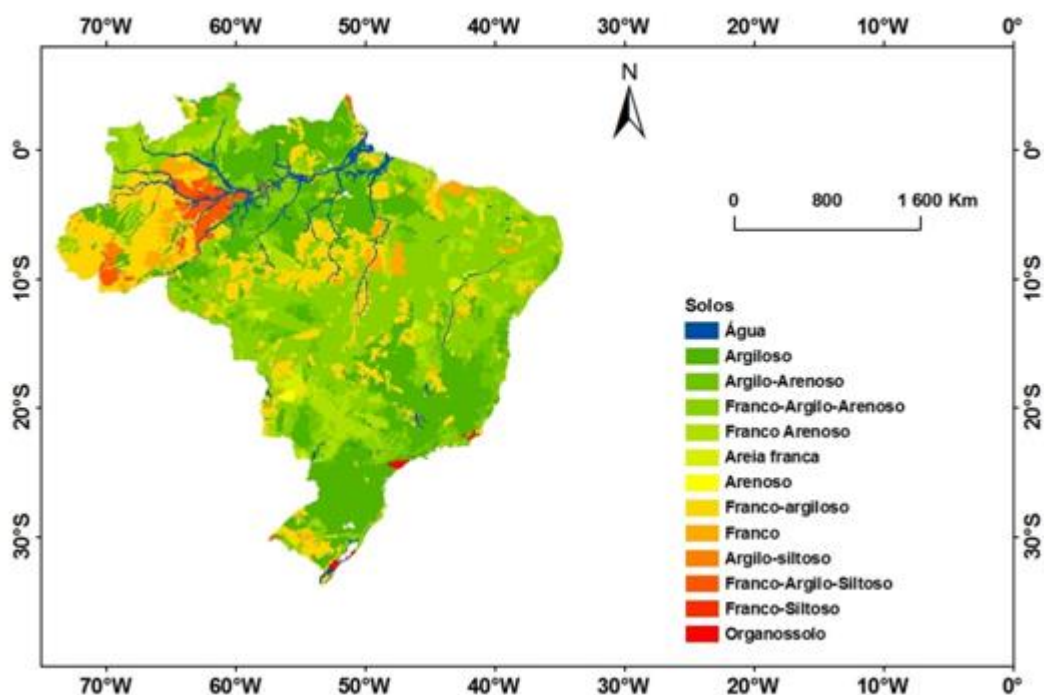 70°W 60°W 50°W 40°W 30°W 20°W 10°W 0°
N
0° 0°
0 800 1 600 Km
10°S 10°S
Solos
Água
Argiloso
Argilo-Arenoso
Franco-Argilo-Arenoso
20°S 20°S
Franco Arenoso
Areia franca
Arenoso
Franco-argiloso
Franco
30°S 30°S
Argilo-siltoso
Franco-Argilo-Siltoso
Franco-Siltoso
Organossolo
70°W 60°W 50°W 40°W 30°W 20°W 10°W 0°